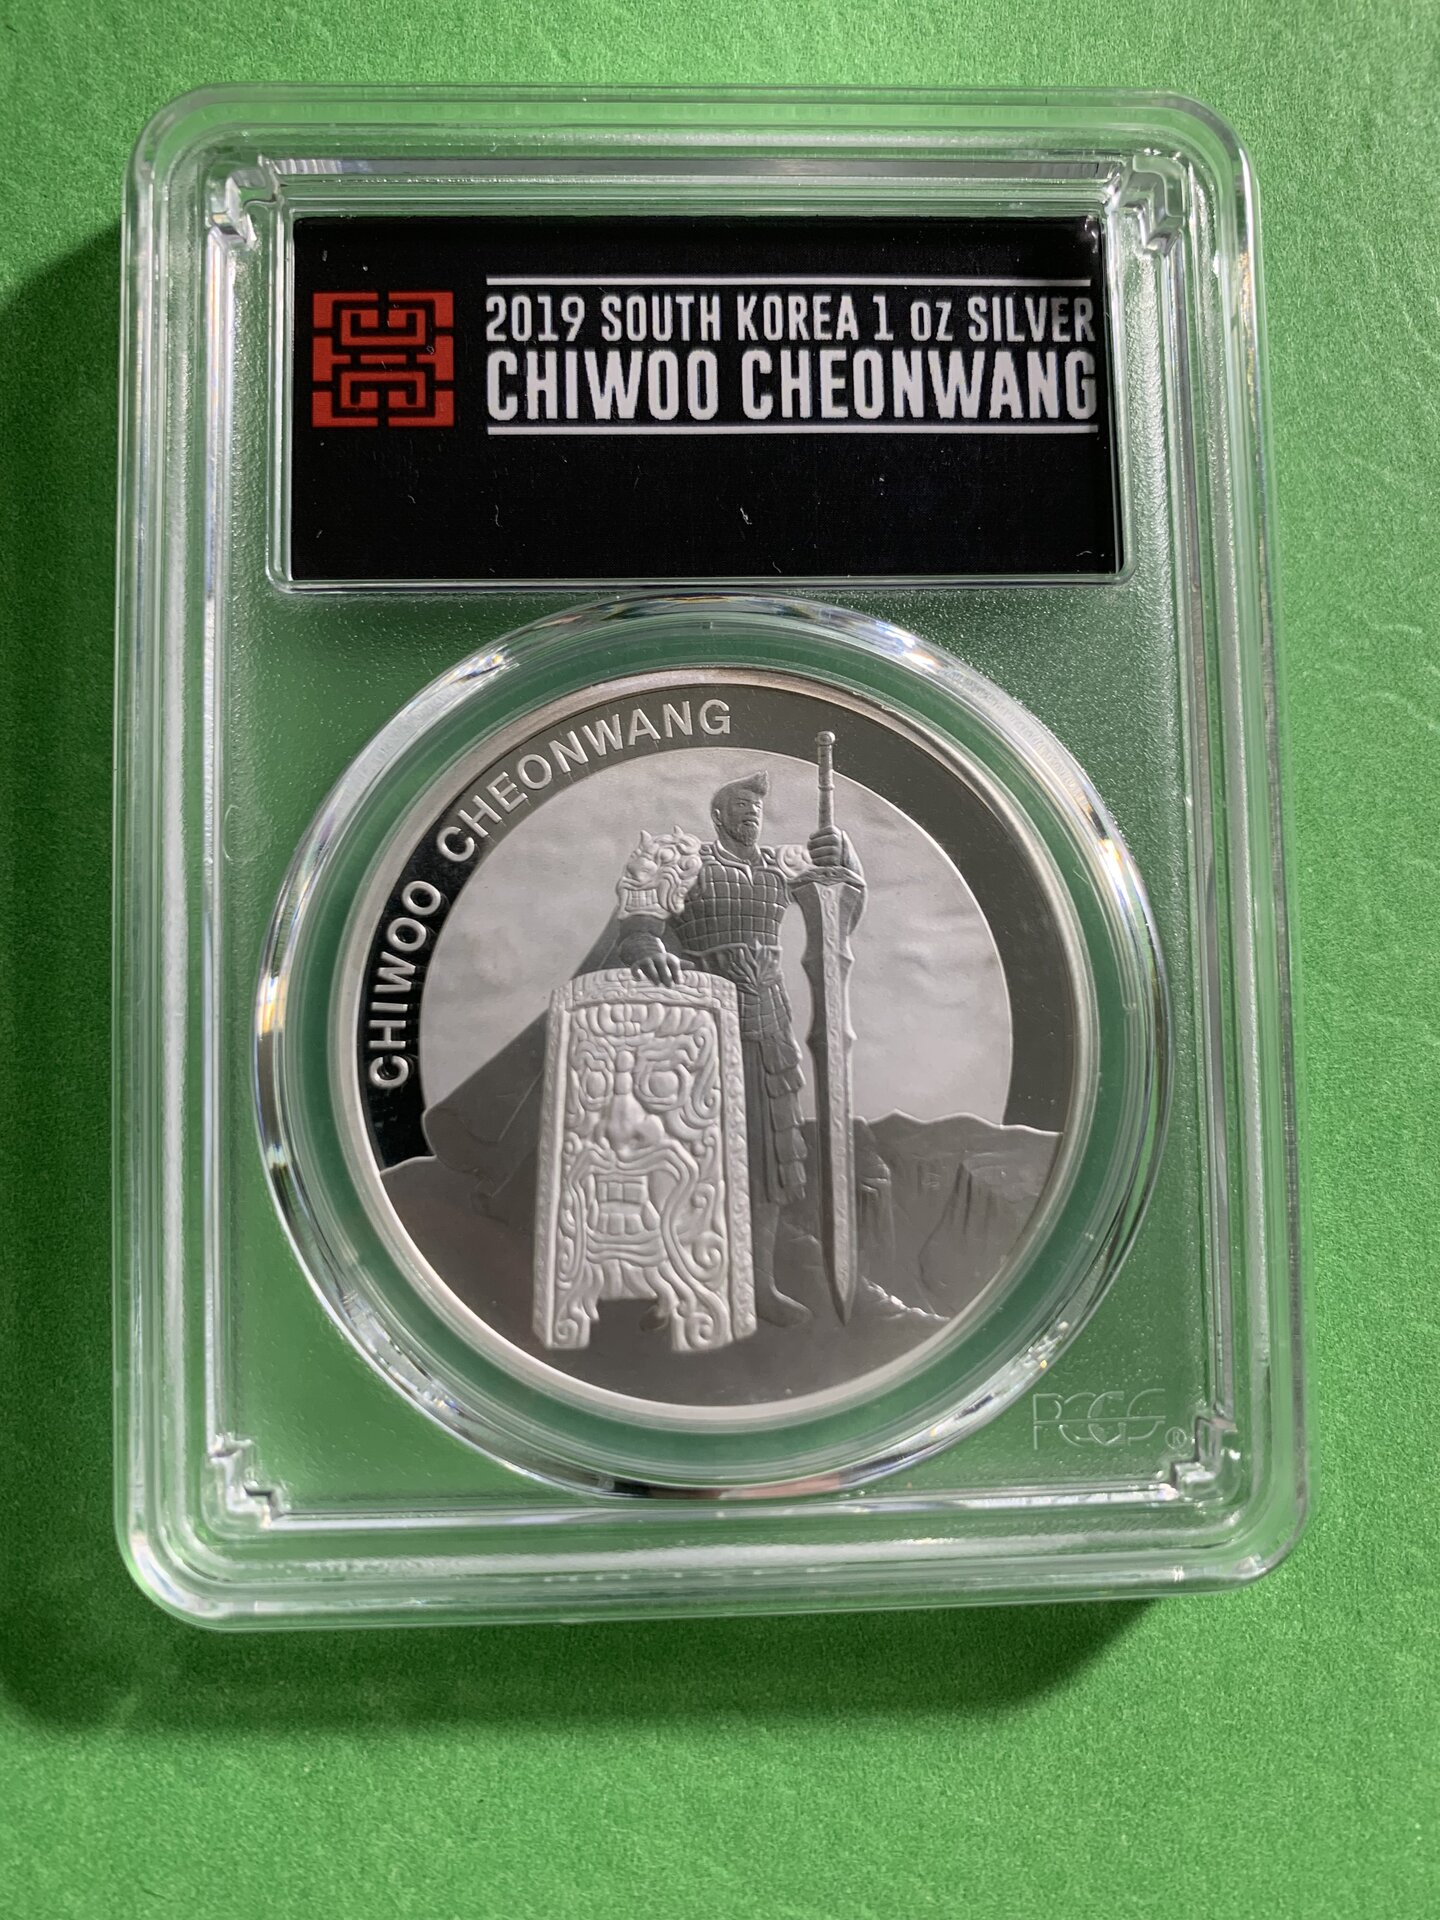 2019 SOUTH KOREA 1 OZ SILVER
CHIWOO CHEONWANG
CHIWOO CHEONWANG
PCGS®